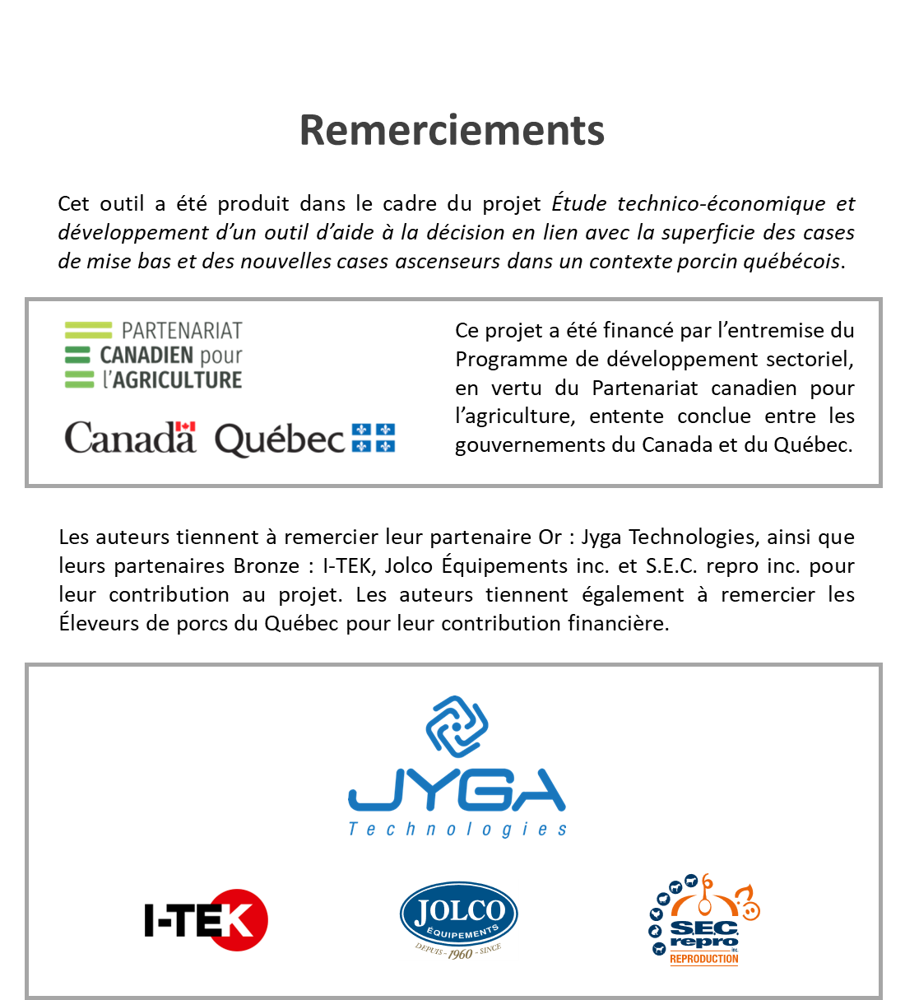 Remerciements
Cet outil a été produit dans le cadre du projet Étude technico-économique et
développement d’un outil d’aide à la décision en lien avec la superficie des cases
de mise bas et des nouvelles cases ascenseurs dans un contexte porcin québécois.
PARTENARIAT
CANADIEN pour
l’AGRICULTURE
Canada Québec
Ce projet a été financé par l’entremise du
Programme de développement sectoriel,
en vertu du Partenariat canadien pour
l’agriculture, entente conclue entre les
gouvernements du Canada et du Québec.
Les auteurs tiennent à remercier leur partenaire Or : Jyga Technologies, ainsi que
leurs partenaires Bronze : I-TEK, Jolco Équipements inc. et S.E.C. repro inc. pour
leur contribution au projet. Les auteurs tiennent également à remercier les
Éleveurs de porcs du Québec pour leur contribution financière.
JYGA
Technologies
I-TEK
JOLCO
ÉQUIPEMENTS
DEPUIS - 1960 - SINCE
S.E.C.
repro
inc.
REPRODUCTION